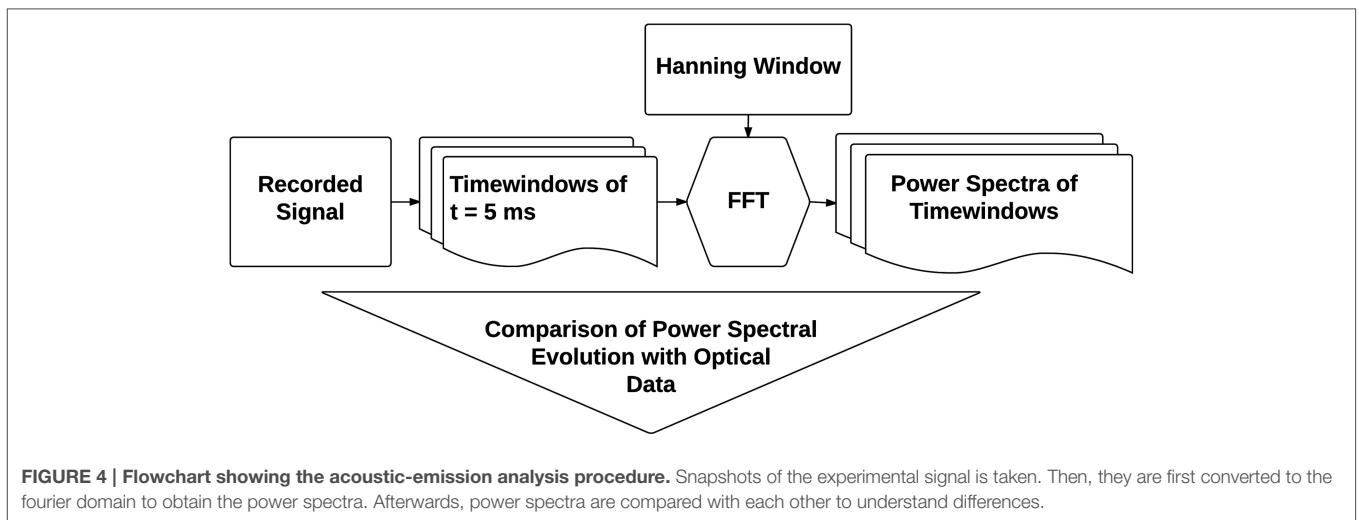 Hanning Window
Recorded
Signal
Timewindows of
t = 5 ms
FFT
Power Spectra of
Timewindows
Comparison of Power Spectral
Evolution with Optical
Data
FIGURE 4 | Flowchart showing the acoustic-emission analysis procedure. Snapshots of the experimental signal is taken. Then, they are first converted to the
fourier domain to obtain the power spectra. Afterwards, power spectra are compared with each other to understand differences.